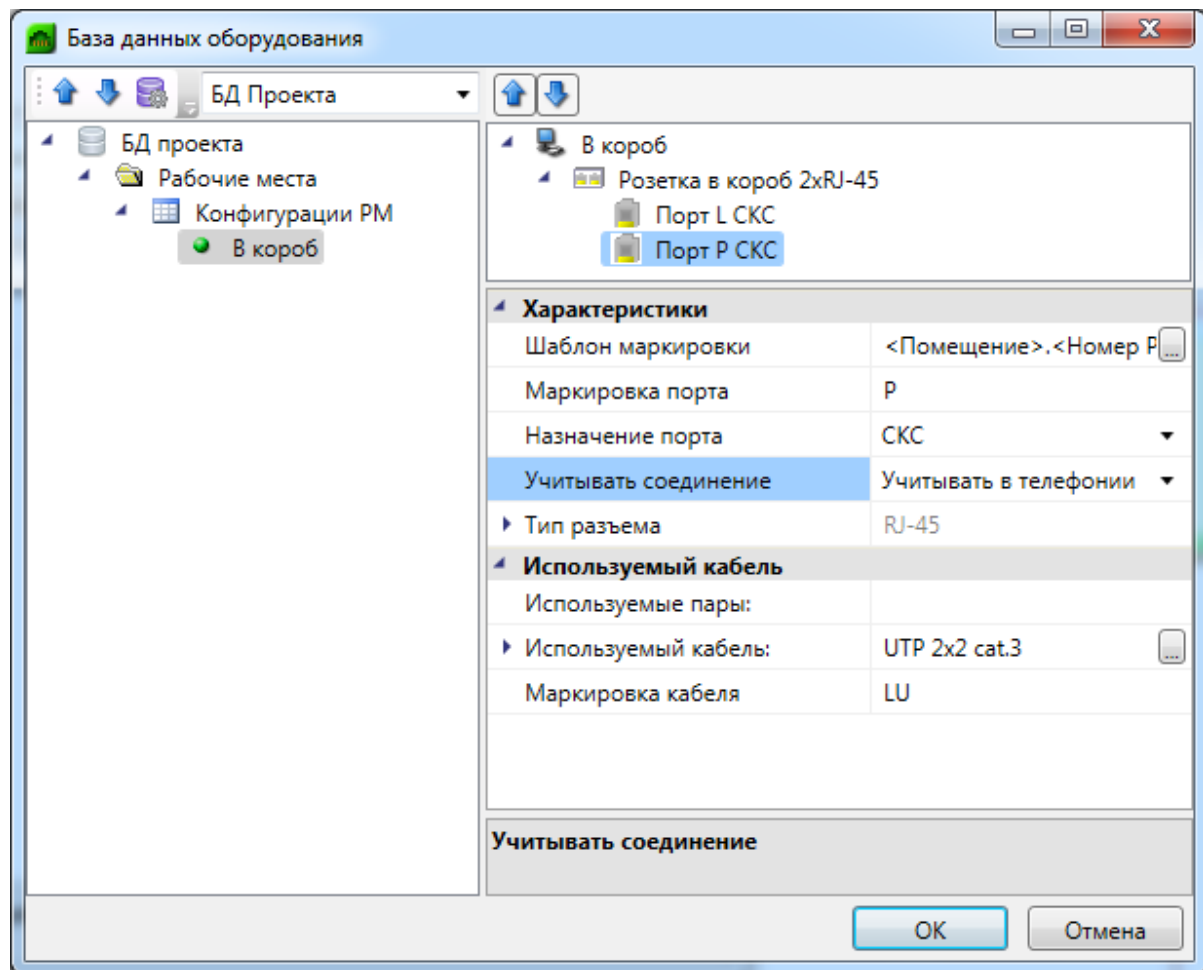 База данных оборудования
БД Проекта
БД проекта
Рабочие места
Конфигурации РМ
В короб
В короб
Розетка в короб 2xRJ-45
Порт L СКС
Порт P СКС
Характеристики
Шаблон маркировки <Помещение>.<Номер Р ...
Маркировка порта P
Назначение порта СКС
Учитывать соединение Учитывать в телефонии
Тип разъема RJ-45
Используемый кабель
Используемые пары:
Используемый кабель: UTP 2x2 cat.3 ...
Маркировка кабеля LU
Учитывать соединение
ОК Отмена